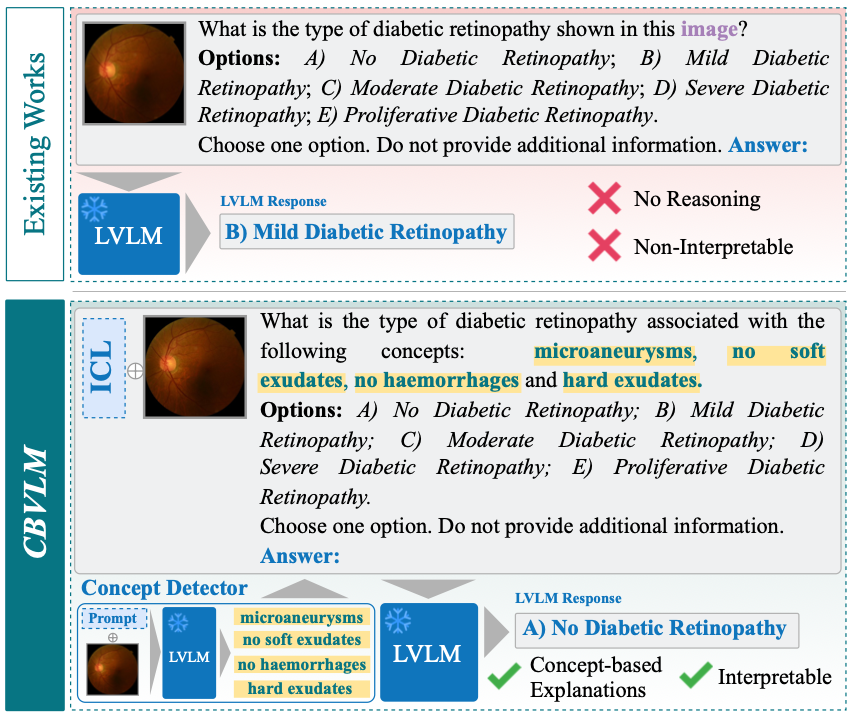 Existing Works
What is the type of diabetic retinopathy shown in this image?
Options: A) No Diabetic Retinopathy; B) Mild Diabetic
Retinopathy; C) Moderate Diabetic Retinopathy; D) Severe Diabetic
Retinopathy; E) Proliferative Diabetic Retinopathy.
Choose one option. Do not provide additional information. Answer:
LVLM
LVLM Response
B) Mild Diabetic Retinopathy
No Reasoning
Non-Interpretable
CBVLM
ICL
⊕
What is the type of diabetic retinopathy associated with the
following concepts: microaneurysms, no soft
exudates, no haemorrhages and hard exudates.
Options: A) No Diabetic Retinopathy; B) Mild Diabetic
Retinopathy; C) Moderate Diabetic Retinopathy; D)
Severe Diabetic Retinopathy; E) Proliferative Diabetic
Retinopathy.
Choose one option. Do not provide additional information.
Answer:
Concept Detector
Prompt
⊕
LVLM
microaneurysms
no soft exudates
no haemorrhages
hard exudates
LVLM
LVLM Response
A) No Diabetic Retinopathy
Concept-based
Explanations
Interpretable